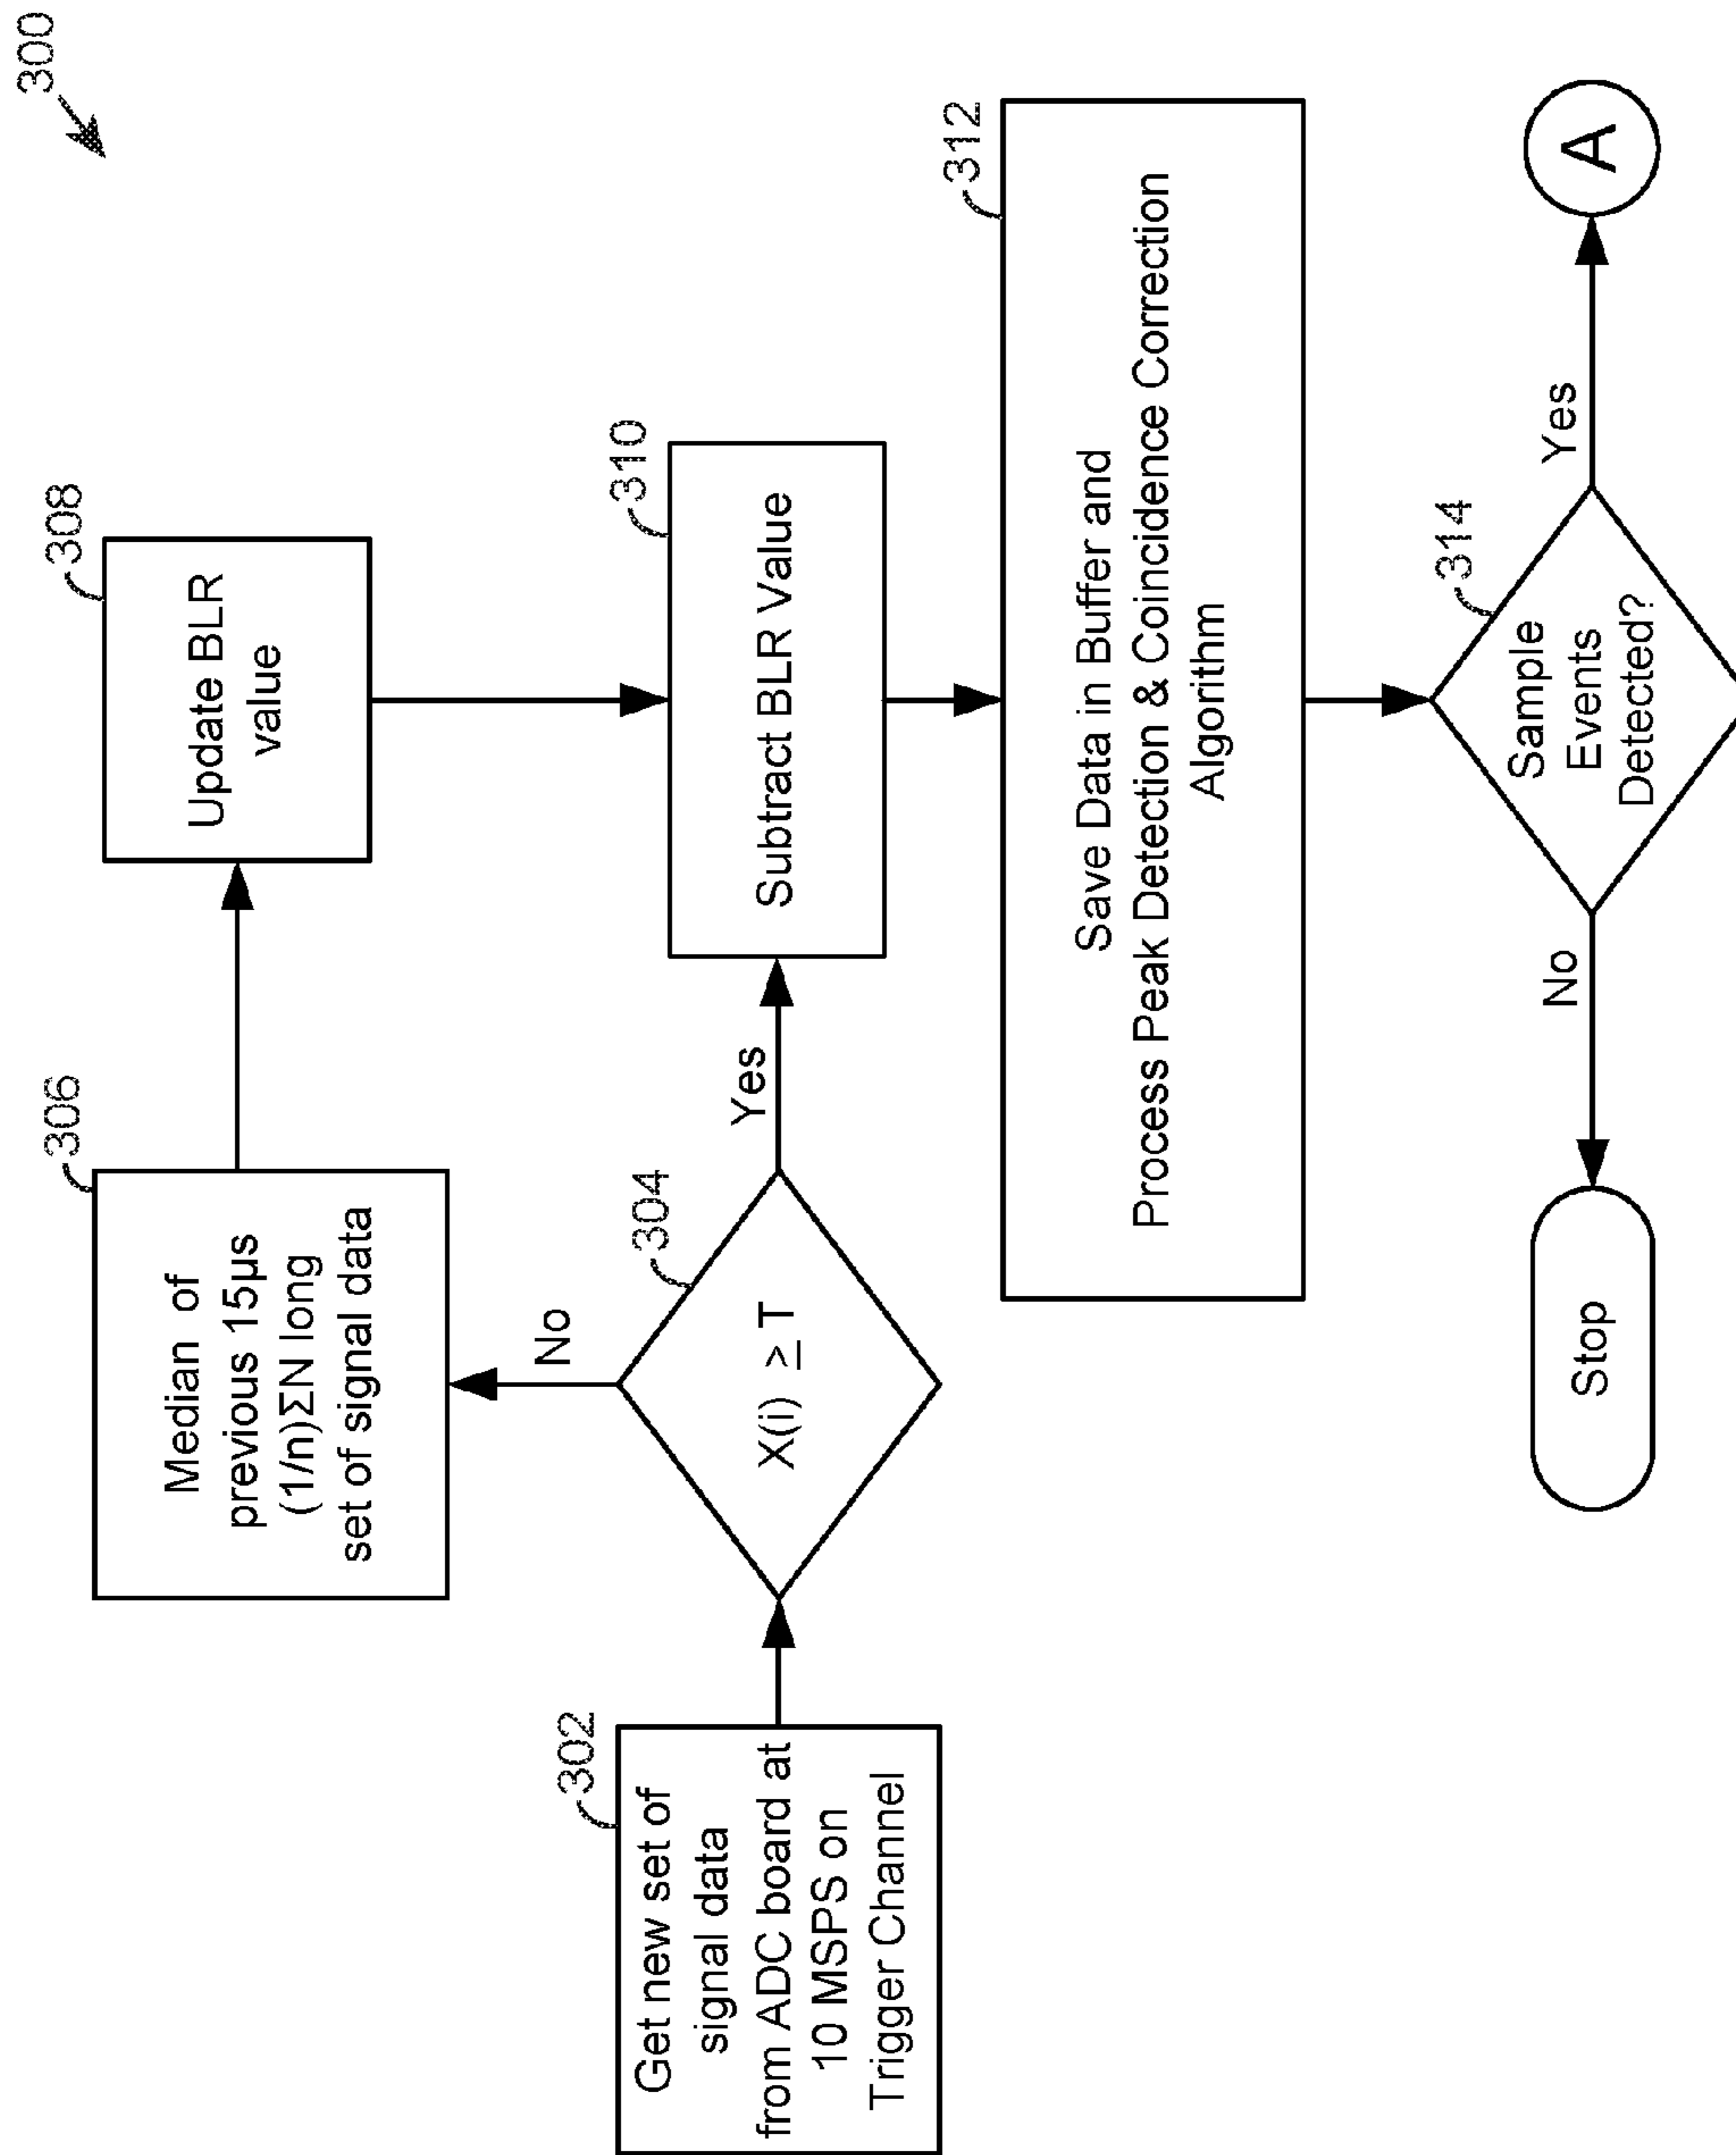 300
302
Get new set of
signal data
from ADC board at
10 MSPS on
Trigger Channel
304
X(i) ≥ T
No
Yes
306
Median of
previous 15µs
(1/n)ΣN long
set of signal data
308
Update BLR
value
310
Subtract BLR Value
312
Save Data in Buffer and
Process Peak Detection & Coincidence Correction
Algorithm
314
Sample
Events
Detected?
No
Yes
Stop
A